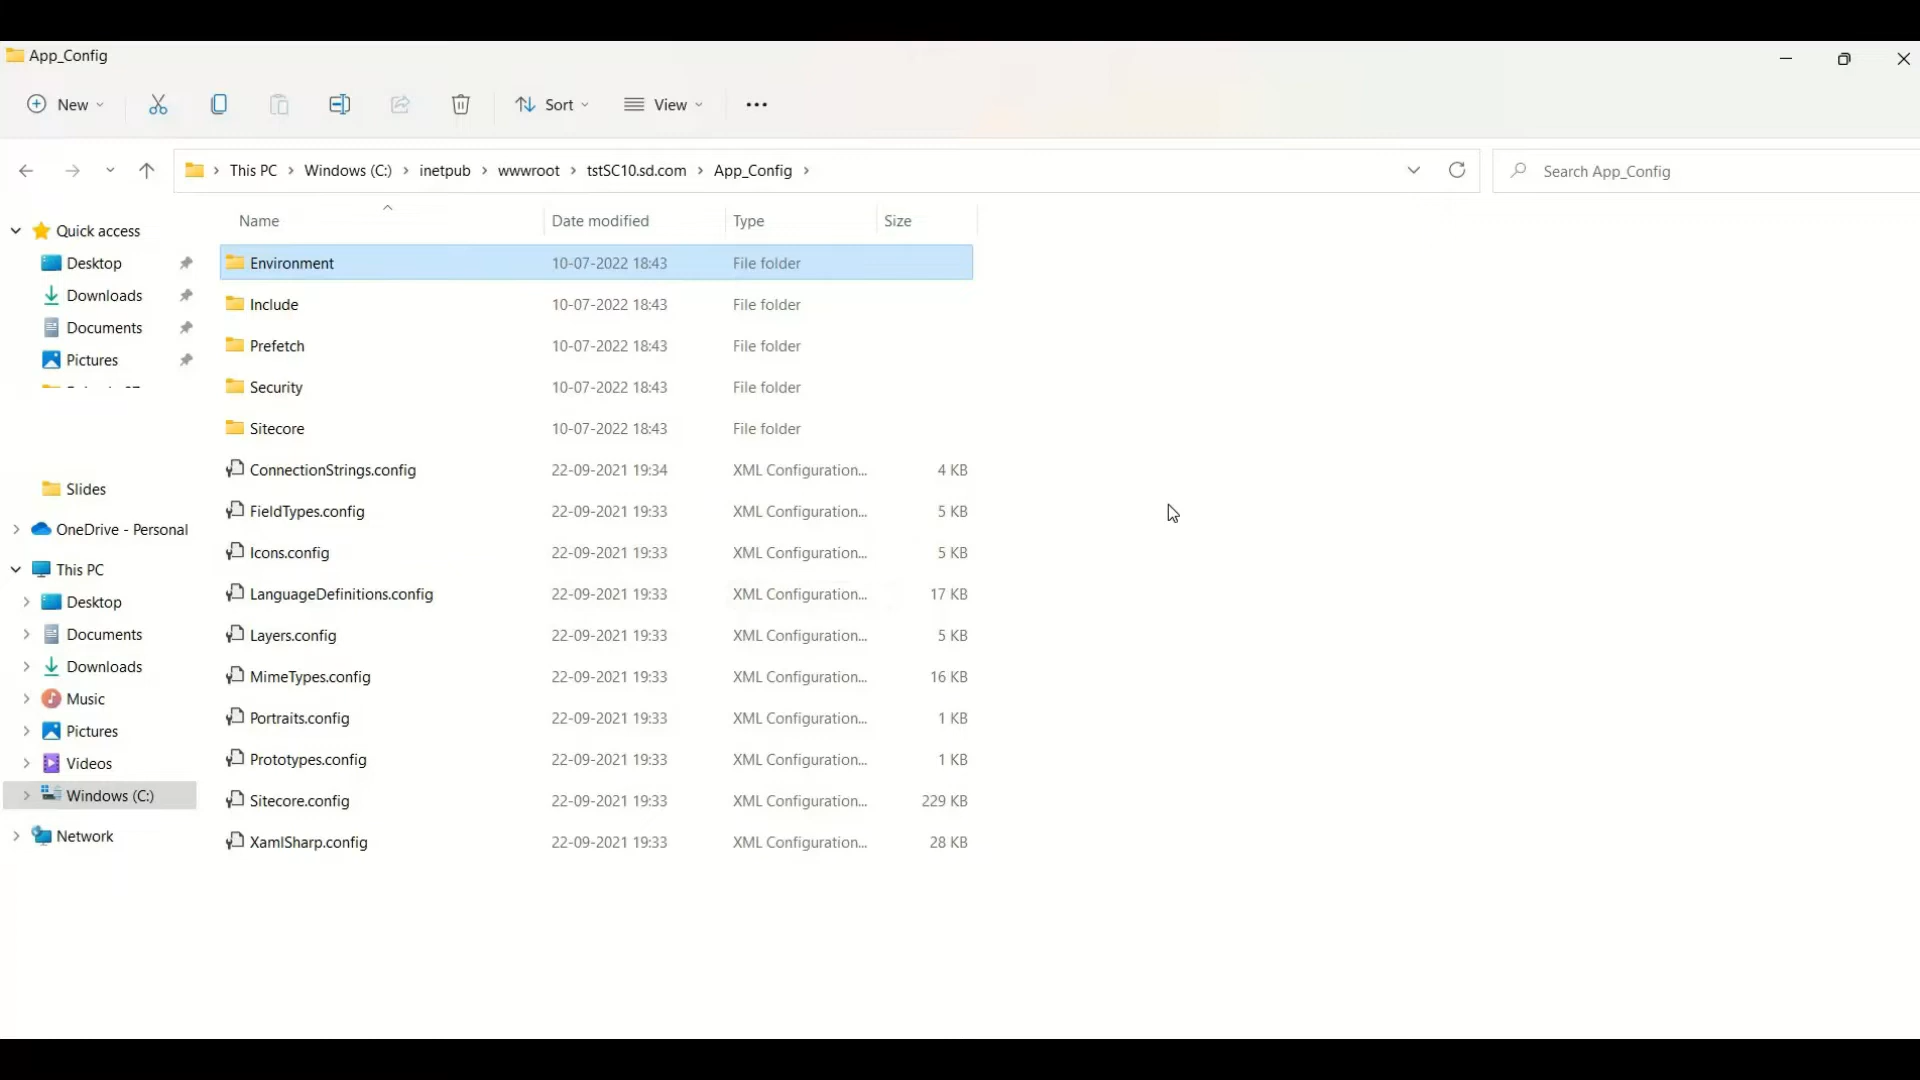 App_Config
New Sort View
This PC Windows (C:) inetpub wwwroot tstSC10.sd.com App_Config Search App_Config
Name Date modified Type Size
Quick access
Desktop
Downloads
Documents
Pictures
Slides
OneDrive - Personal
This PC
Desktop
Documents
Downloads
Music
Pictures
Videos
Windows (C:)
Network
Environment 10-07-2022 18:43 File folder
Include 10-07-2022 18:43 File folder
Prefetch 10-07-2022 18:43 File folder
Security 10-07-2022 18:43 File folder
Sitecore 10-07-2022 18:43 File folder
ConnectionStrings.config 22-09-2021 19:34 XML Configuration... 4 KB
FieldTypes.config 22-09-2021 19:33 XML Configuration... 5 KB
Icons.config 22-09-2021 19:33 XML Configuration... 5 KB
LanguageDefinitions.config 22-09-2021 19:33 XML Configuration... 17 KB
Layers.config 22-09-2021 19:33 XML Configuration... 5 KB
MimeTypes.config 22-09-2021 19:33 XML Configuration... 16 KB
Portraits.config 22-09-2021 19:33 XML Configuration... 1 KB
Prototypes.config 22-09-2021 19:33 XML Configuration... 1 KB
Sitecore.config 22-09-2021 19:33 XML Configuration... 229 KB
XamlSharp.config 22-09-2021 19:33 XML Configuration... 28 KB